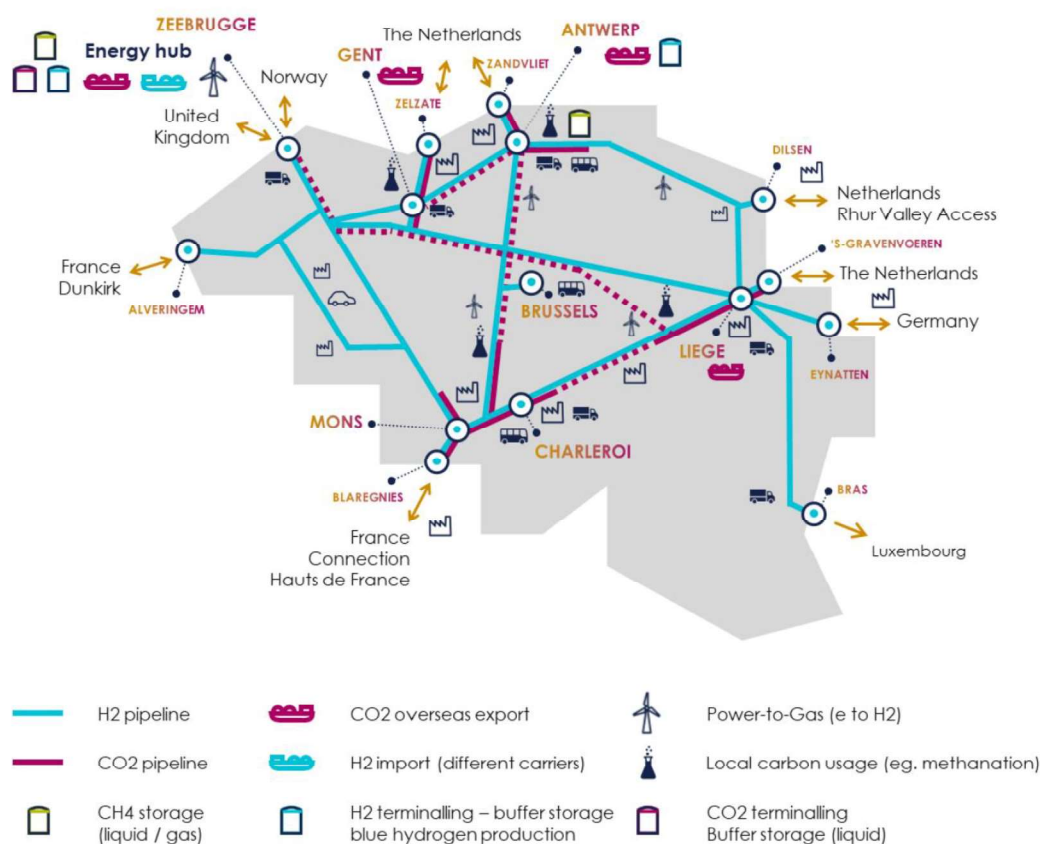 ZEEBRUGGE
Energy hub
The Netherlands
GENT
ANTWERP
Norway
ZANDVLIET
ZELZATE
United
Kingdom
DILSEN
Netherlands
Rhur Valley Access
'S-GRAVENVOEREN
The Netherlands
France
Dunkirk
ALVERINGEM
BRUSSELS
Germany
LIEGE
EYNATTEN
MONS
CHARLEROI
BLAREGNIES
BRAS
France
Connection
Hauts de France
Luxembourg
H2 pipeline
CO2 overseas export
Power-to-Gas (e to H2)
CO2 pipeline
H2 import (different carriers)
Local carbon usage (eg. methanation)
CH4 storage
(liquid / gas)
H2 terminalling – buffer storage
blue hydrogen production
CO2 terminalling
Buffer storage (liquid)